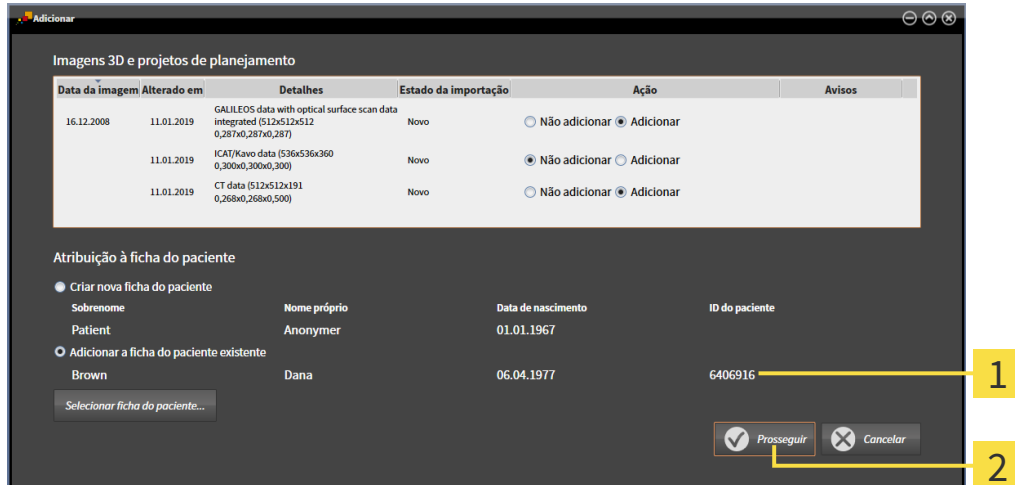 Adicionar
Imagens 3D e projetos de planejamento
Data da imagem Alterado em Detalhes Estado da importação Ação Avisos
GALILEOS data with optical surface scan data
16.12.2008 11.01.2019 integrated (512x512x512 Novo Não adicionar Adicionar
0,287x0,287x0,287)
11.01.2019 ICAT/Kavo data (536x536x360 Novo Não adicionar Adicionar
0,300x0,300x0,300)
CT data (512x512x191
11.01.2019 Novo Não adicionar Adicionar
0,268x0,268x0,500)
Atribuição à ficha do paciente
Criar nova ficha do paciente
Sobrenome Nome próprio Data de nascimento ID do paciente
Patient Anonymer 01.01.1967
Adicionar a ficha do paciente existente
Brown Dana 06.04.1977 6406916 1
Selecionar ficha do paciente...
Prosseguir Cancelar
2